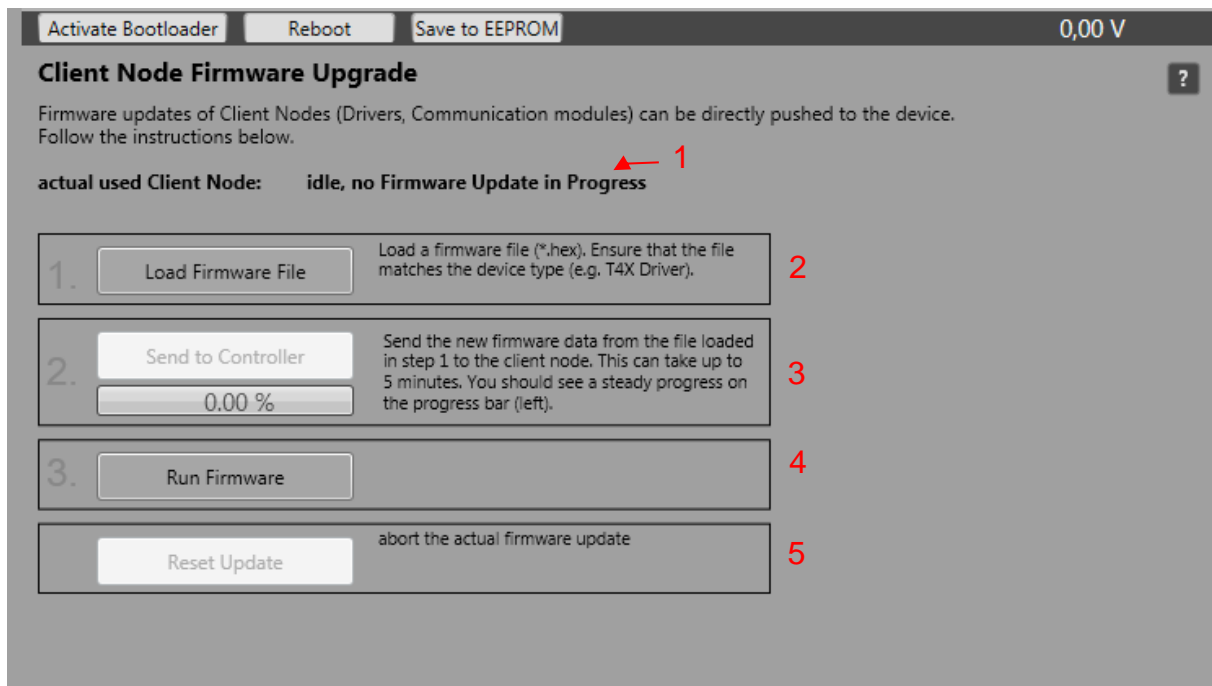 Activate Bootloader Reboot Save to EEPROM 0,00 V
Client Node Firmware Upgrade ?
Firmware updates of Client Nodes (Drivers, Communication modules) can be directly pushed to the device.
Follow the instructions below.
1
actual used Client Node: idle, no Firmware Update in Progress
1. Load Firmware File
Load a firmware file (*.hex). Ensure that the file
matches the device type (e.g. T4X Driver).
2
2. Send to Controller
0.00 %
Send the new firmware data from the file loaded
in step 1 to the client node. This can take up to
5 minutes. You should see a steady progress on
the progress bar (left).
3
3. Run Firmware
4
Reset Update
abort the actual firmware update
5